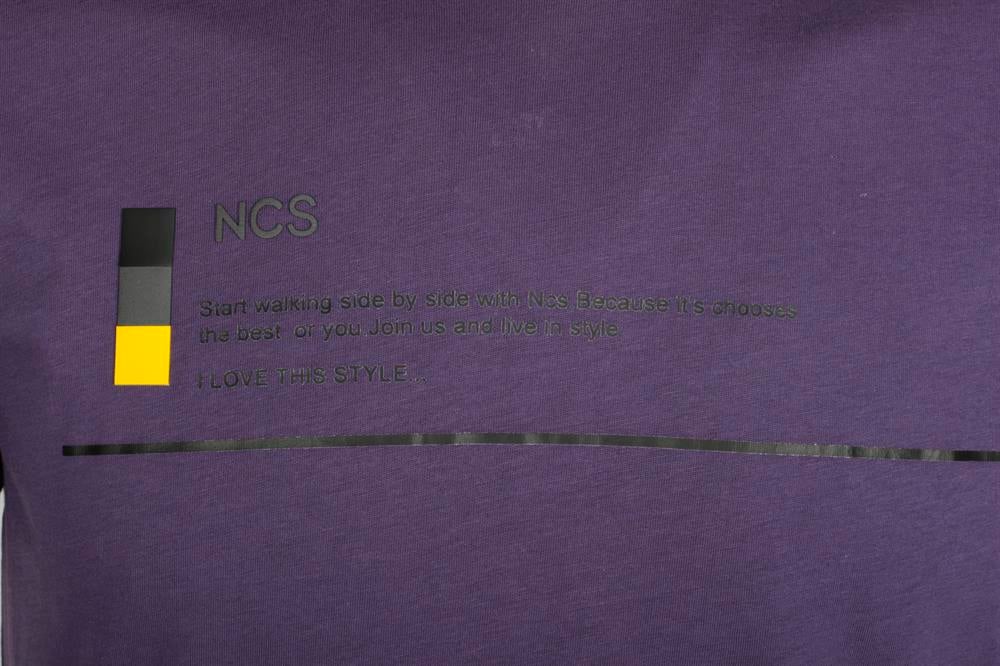 NCS
Start walking side by side with Ncs.Because it's chooses
the best or you.Join us and live in style.
I LOVE THIS STYLE...